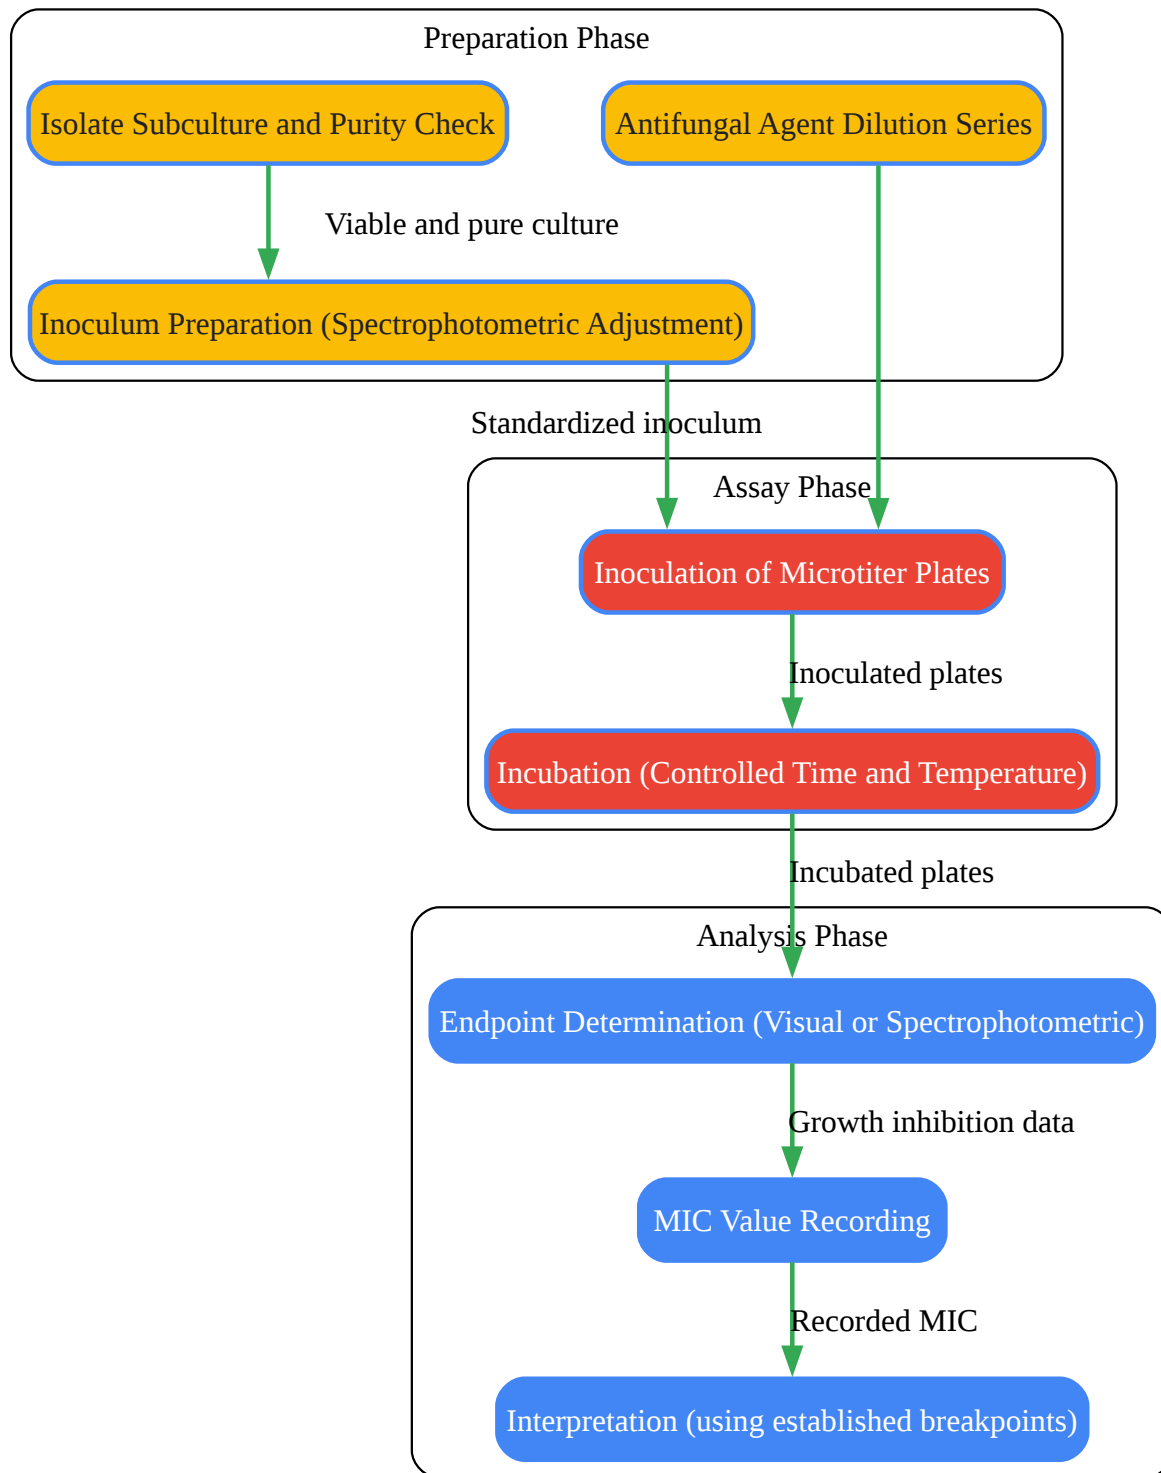 Preparation Phase
Isolate Subculture and Purity Check
Antifungal Agent Dilution Series
Viable and pure culture
Inoculum Preparation (Spectrophotometric Adjustment)
Standardized inoculum
Assay Phase
Inoculation of Microtiter Plates
Inoculated plates
Incubation (Controlled Time and Temperature)
Incubated plates
Analysis Phase
Endpoint Determination (Visual or Spectrophotometric)
Growth inhibition data
MIC Value Recording
Recorded MIC
Interpretation (using established breakpoints)